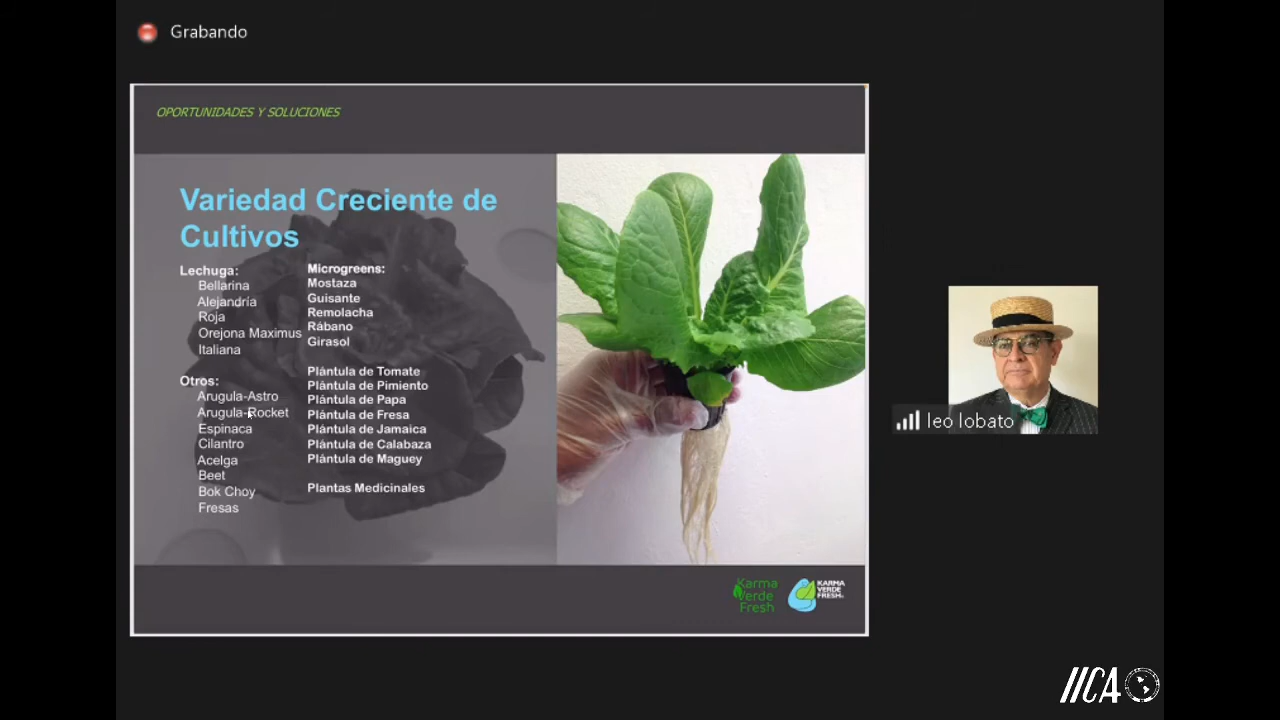 Grabando
OPORTUNIDADES Y SOLUCIONES
Variedad Creciente de
Cultivos
Lechuga:
Bellarina
Alejandría
Roja
Orejona Maximus
Italiana
Otros:
Arugula-Astro
Arugula-Rocket
Espinaca
Cilantro
Acelga
Beet
Bok Choy
Fresas
Microgreens:
Mostaza
Guisante
Remolacha
Rábano
Girasol
Plántula de Tomate
Plántula de Pimiento
Plántula de Papa
Plántula de Fresa
Plántula de Jamaica
Plántula de Calabaza
Plántula de Maguey
Plantas Medicinales
Karma
Verde
Fresh
KARMA
VERDE
FRESH
leo lobato
IICA